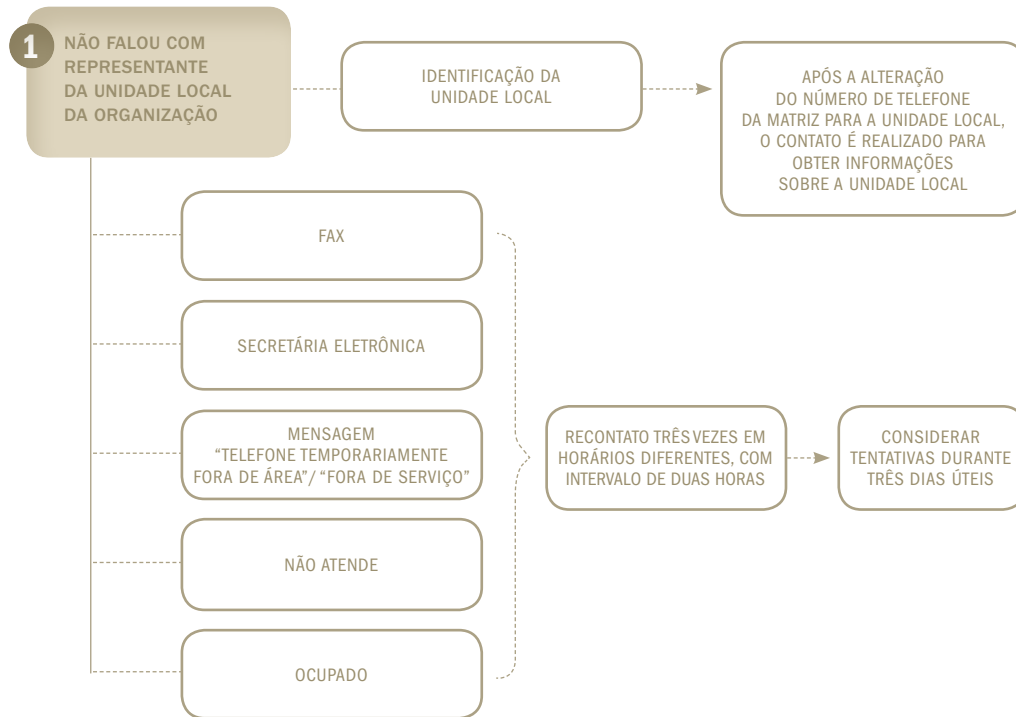 1
NÃO FALOU COM
REPRESENTANTE
DA UNIDADE LOCAL
DA ORGANIZAÇÃO
IDENTIFICAÇÃO DA
UNIDADE LOCAL
APÓS A ALTERAÇÃO
DO NÚMERO DE TELEFONE
DA MATRIZ PARA A UNIDADE LOCAL,
O CONTATO É REALIZADO PARA
OBTER INFORMAÇÕES
SOBRE A UNIDADE LOCAL
FAX
SECRETÁRIA ELETRÔNICA
MENSAGEM
“TELEFONE TEMPORARIAMENTE
FORA DE ÁREA”/ “FORA DE SERVIÇO”
NÃO ATENDE
OCUPADO
RECONTATO TRÊS VEZES EM
HORÁRIOS DIFERENTES, COM
INTERVALO DE DUAS HORAS
CONSIDERAR
TENTATIVAS DURANTE
TRÊS DIAS ÚTEIS